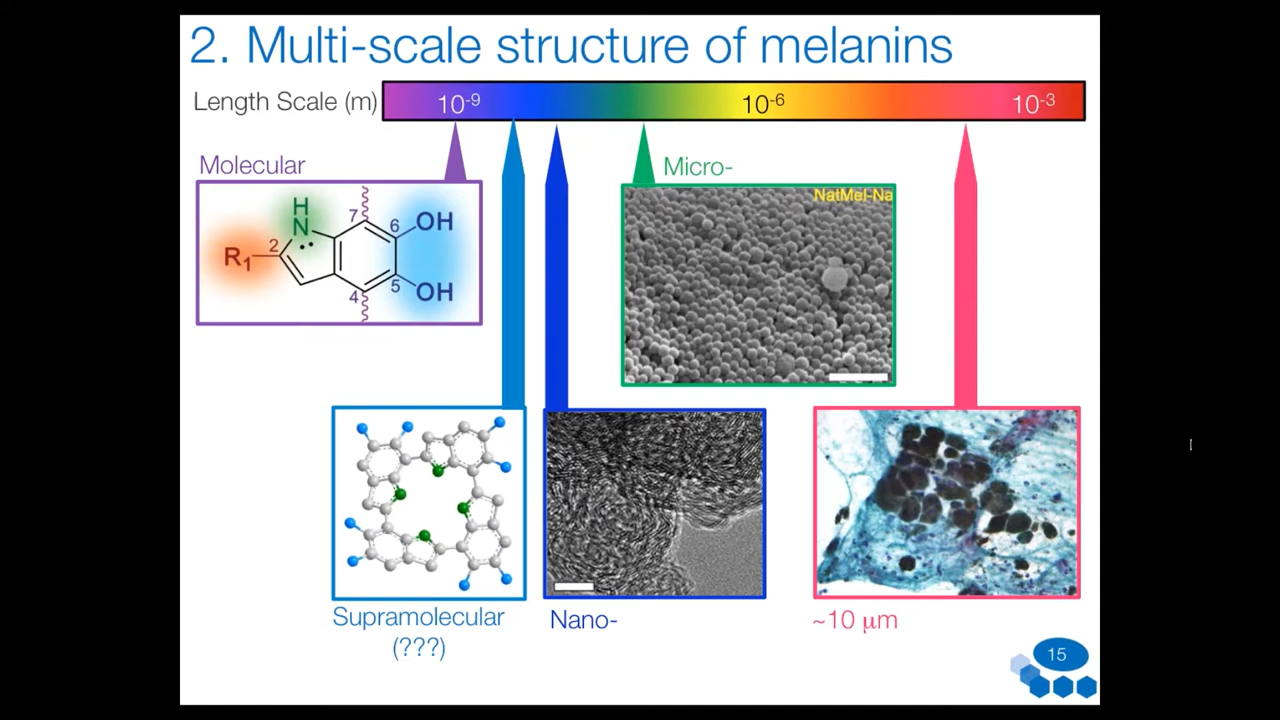 2. Multi-scale structure of melanins
Length Scale (m)
10⁻⁹
10⁻⁶
10⁻³
Molecular
H
N
R₁
2
7
6
5
4
OH
OH
Micro-
NatMel-Na
Supramolecular
(???)
Nano-
~10 μm
15